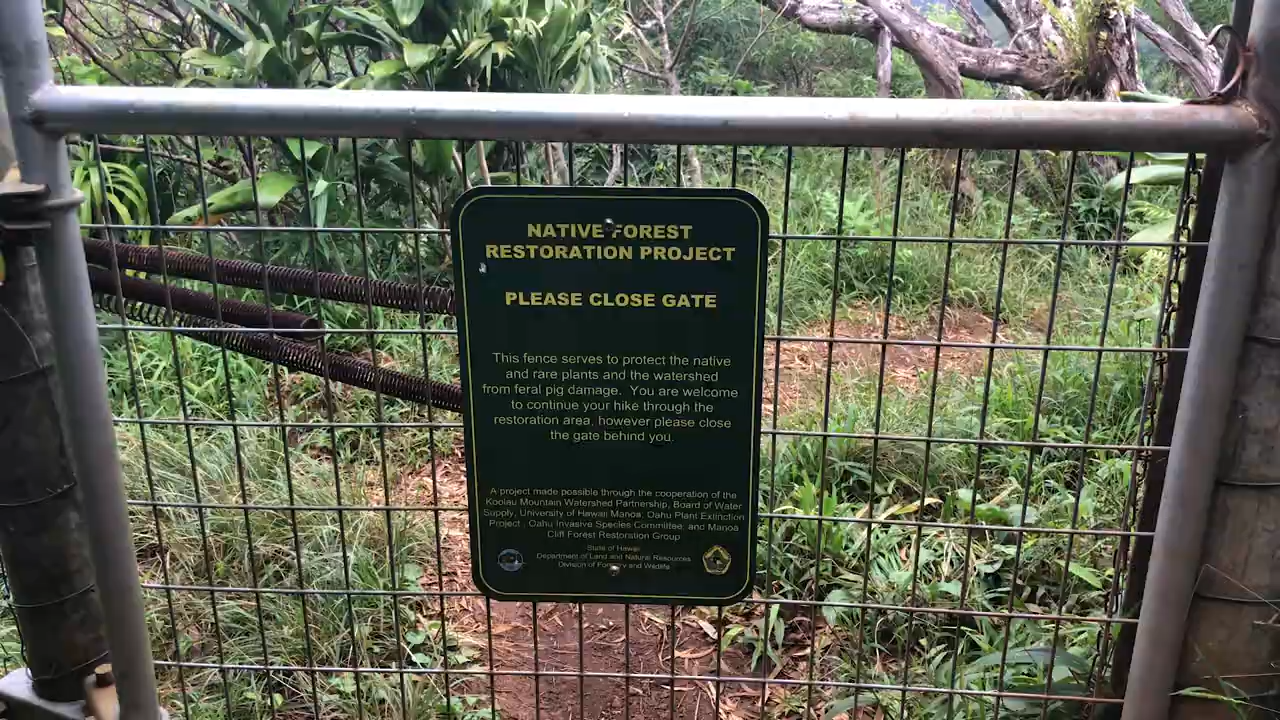 NATIVE FOREST
RESTORATION PROJECT
PLEASE CLOSE GATE
This fence serves to protect the native
and rare plants and the watershed
from feral pig damage. You are welcome
to continue your hike through the
restoration area, however please close
the gate behind you.
A project made possible through the cooperation of the
Koolau Mountain Watershed Partnership, Board of Water
Supply, University of Hawaii Manoa, Oahu Plant Extinction
Project, Oahu Invasive Species Committee, and Manoa
Cliff Forest Restoration Group
State of Hawaii
Department of Land and Natural Resources
Division of Forestry and Wildlife